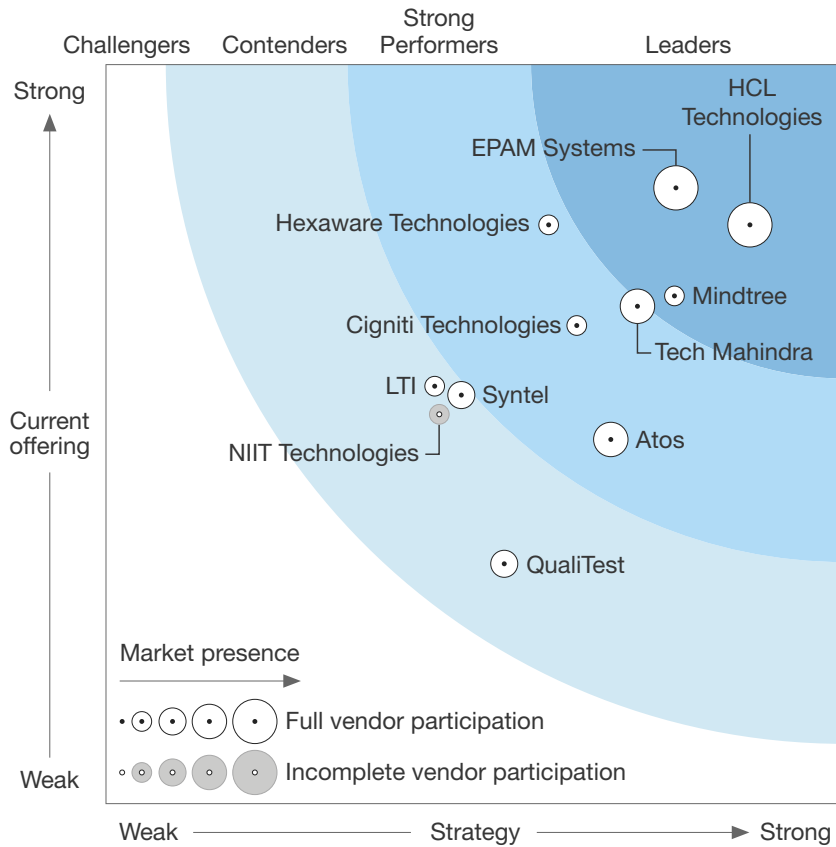 Strong
Challengers Contenders Performers Leaders
Strong
HCL
Technologies
EPAM Systems
Hexaware Technologies
Mindtree
Cigniti Technologies
Tech Mahindra
LTI
Syntel
Current
offering
Atos
NIIT Technologies
QualiTest
Market presence
Full vendor participation
Incomplete vendor participation
Weak
Weak Strategy Strong